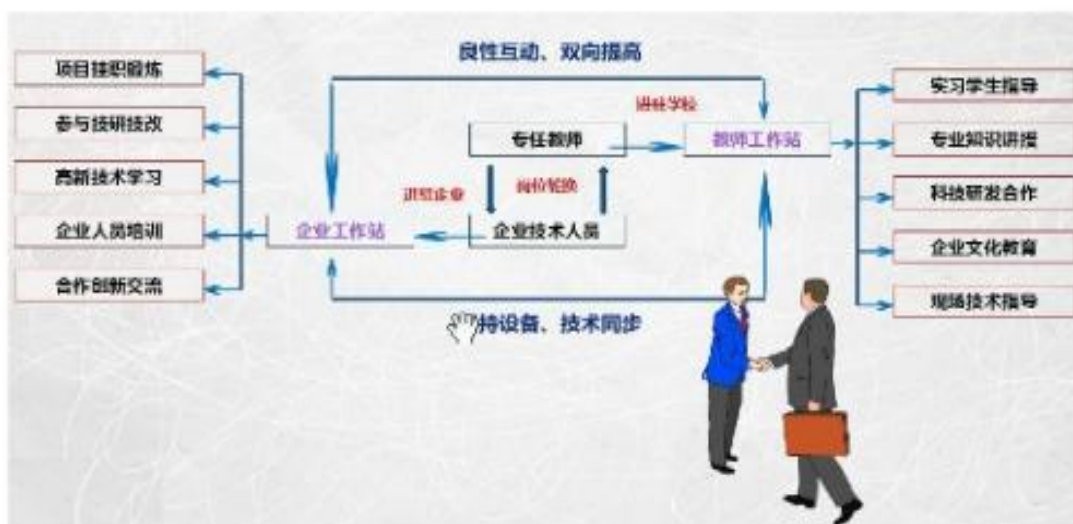 良性互动、双向提高
项目挂职锻炼
参与技研技改
高新技术学习
企业人员培训
合作创新交流
企业工作站
进驻企业
专任教师
岗位轮换
企业技术人员
进驻学校
教师工作站
实习学生指导
专业知识讲授
科技研发合作
企业文化教育
现场技术指导
持设备、技术同步